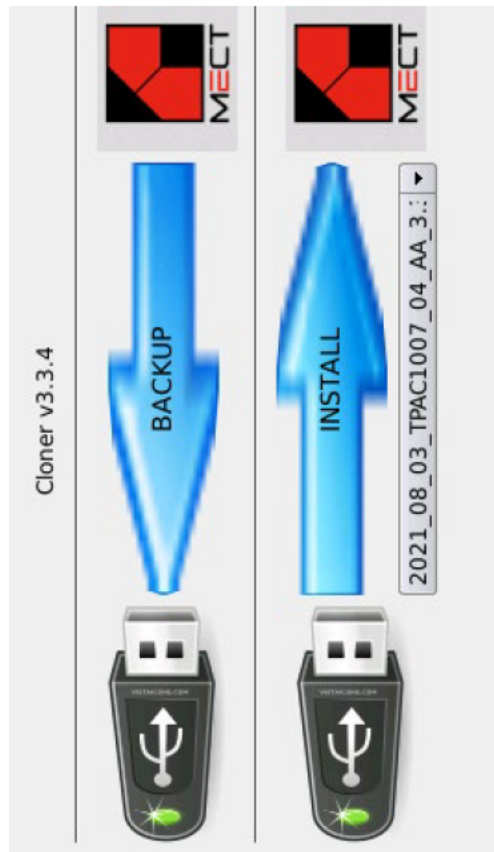 Cloner v3.3.4
BACKUP
MECT
INSTALL
MECT
2021_08_03_TPAC1007_04_AA_3.: